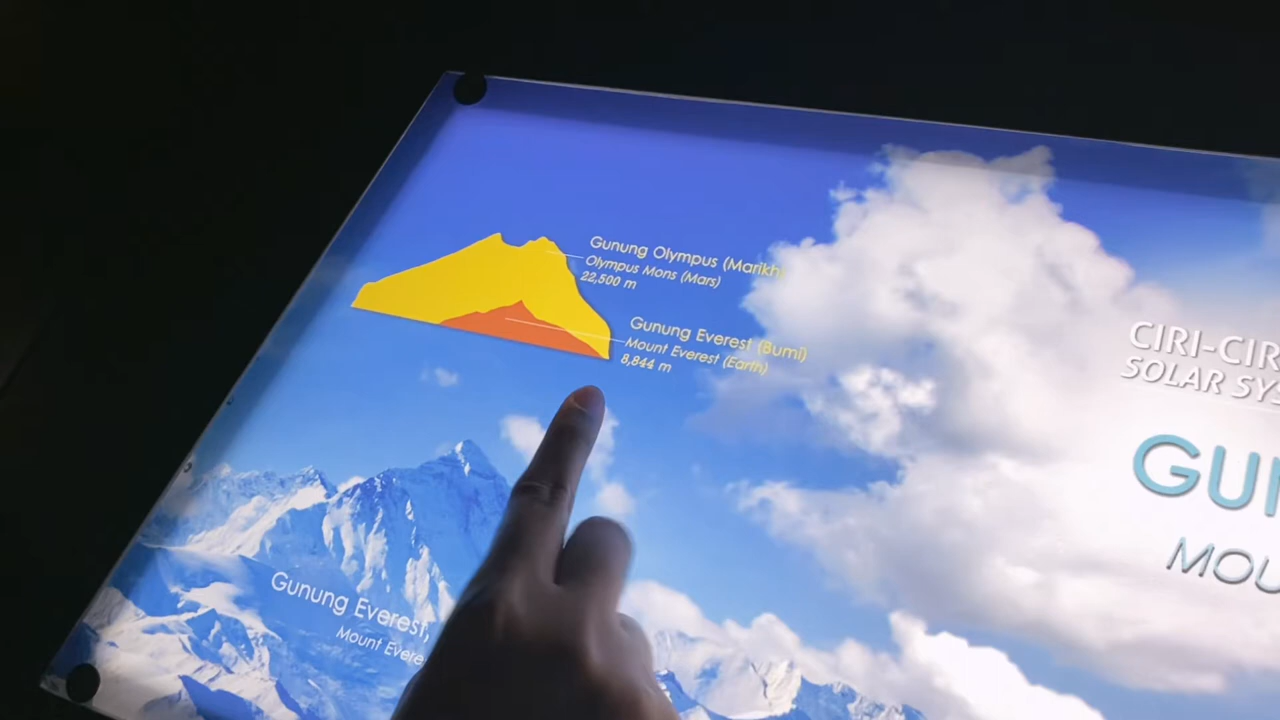 Gunung Olympus (Marikh)
Olympus Mons (Mars)
22,500 m
Gunung Everest (Bumi)
Mount Everest (Earth)
8,844 m
CIRI-CIR
SOLAR SYS
GUN
MOU
Gunung Everest,
Mount Evere